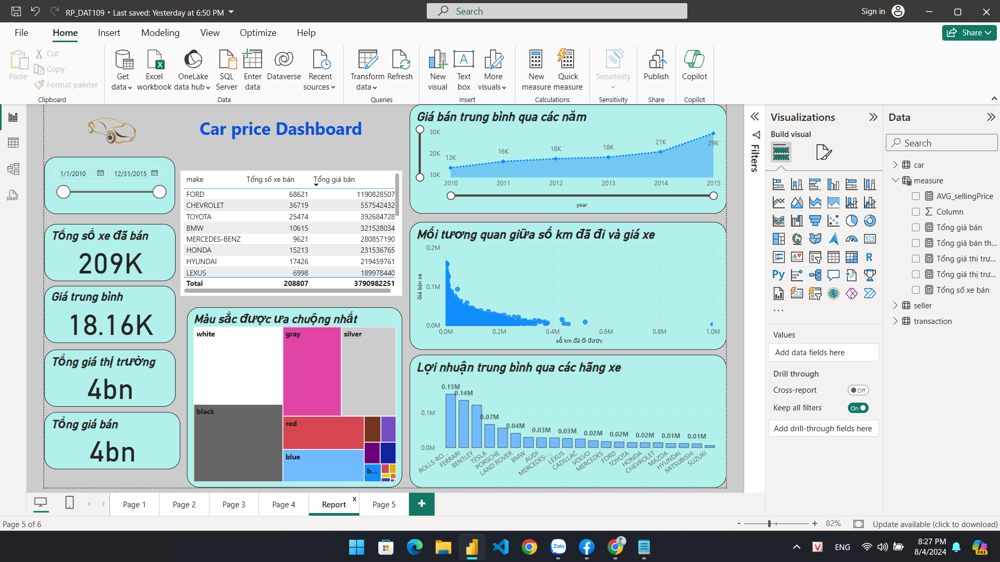 RP_DAT109 • Last saved: Yesterday at 6:50 PM
Search
Sign in
File Home Insert Modeling View Optimize Help
Share
Paste
Cut
Copy
Format painter
Clipboard
Get data
Excel workbook
OneLake data hub
SQL Server
Enter data
Dataverse
Recent sources
Data
Transform data
Refresh
Queries
New visual
Text box
More visuals
Insert
New measure
Quick measure
Calculations
Sensitivity
Sensitivity
Publish
Share
Copilot
Copilot
Car price Dashboard
1/1/2010 12/31/2015
Tổng số xe đã bán
209K
Giá trung bình
18.16K
Tổng giá thị trường
4bn
Tổng giá bán
4bn
make Tổng số xe bán Tổng giá bán
FORD 68621 1190828507
CHEVROLET 36719 557542432
TOYOTA 25474 392684728
BMW 10615 321528034
MERCEDES-BENZ 9621 280857190
HONDA 15213 231536765
HYUNDAI 17426 219459761
LEXUS 6998 189978440
Total 208807 3790982251
Màu sắc được ưa chuộng nhất
white
gray
silver
black
red
blue
b...
Giá bán trung bình qua các năm
30K
20K
10K
13K 16K 18K 18K 21K 29K
2010 2011 2012 2013 2014 2015
year
Mối tương quan giữa số km đã đi và giá xe
Giá bán xe
0.2M
0.1M
0.0M
0.0M 0.2M 0.4M 0.6M 0.8M 1.0M
số km đã đi được
Lợi nhuận trung bình qua các hãng xe
0.1M
0.0M
0.15M 0.14M 0.07M 0.04M 0.03M 0.03M 0.02M 0.02M 0.02M 0.01M 0.01M
ROLLS-RO... FERRARI BENTLEY TESLA PORSCHE LAND ROVER BMW AUDI MERCEDES-... LEXUS CADILLAC VOLVO MERCEDES FORD TOYOTA HONDA CHEVROLET MAZDA HYUNDAI MITSUBISHI SUZUKI
Filters
Visualizations
Build visual
123
R
Py
123
...
Values
Add data fields here
Drill through
Cross-report Off
Keep all filters On
Add drill-through fields here
Data
Search
car
measure
AVG_sellingPrice
Column
Tổng giá bán
Tổng giá bán th...
Tổng giá thị trư...
Tổng giá thị trư...
Tổng số xe bán
seller
transaction
Page 1 Page 2 Page 3 Page 4 Report x Page 5 +
Page 5 of 6
- + 82%
Update available (click to download)
Zalo
V
ENG
8:27 PM
8/4/2024
PRE